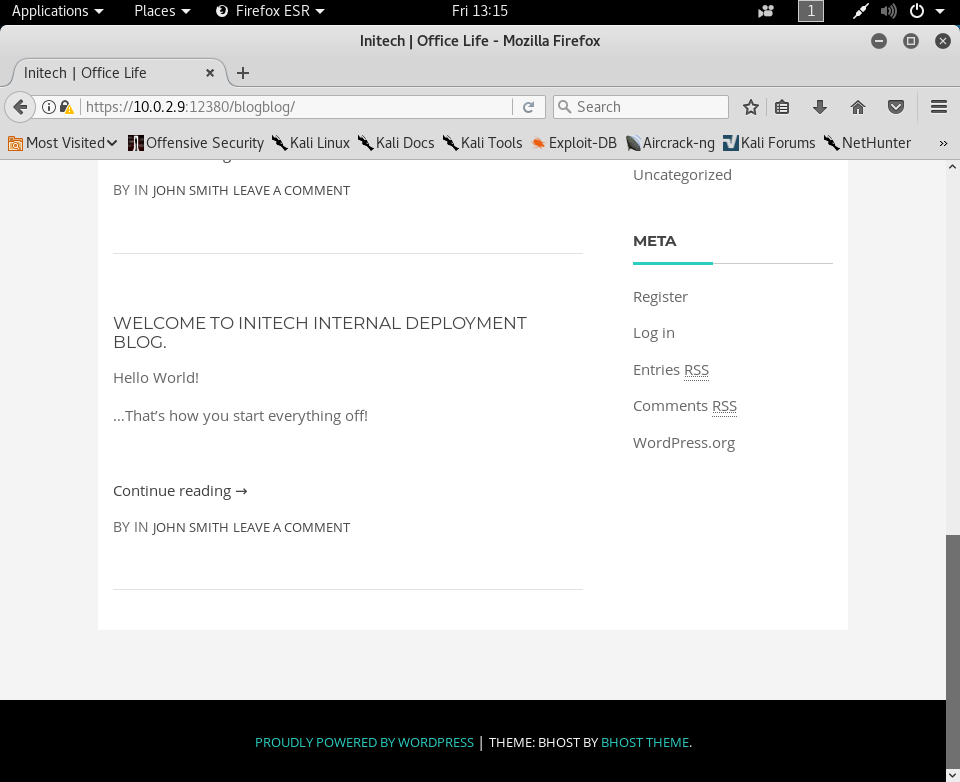 Applications Places Firefox ESR Fri 13:15 1
Initech | Office Life - Mozilla Firefox
Initech | Office Life
https://10.0.2.9:12380/blogblog/ Search
Most Visited Offensive Security Kali Linux Kali Docs Kali Tools Exploit-DB Aircrack-ng Kali Forums NetHunter »
BY IN JOHN SMITH LEAVE A COMMENT
WELCOME TO INITECH INTERNAL DEPLOYMENT
BLOG.
Hello World!
…That’s how you start everything off!
Continue reading →
BY IN JOHN SMITH LEAVE A COMMENT
Uncategorized
META
Register
Log in
Entries RSS
Comments RSS
WordPress.org
PROUDLY POWERED BY WORDPRESS | THEME: BHOST BY BHOST THEME.